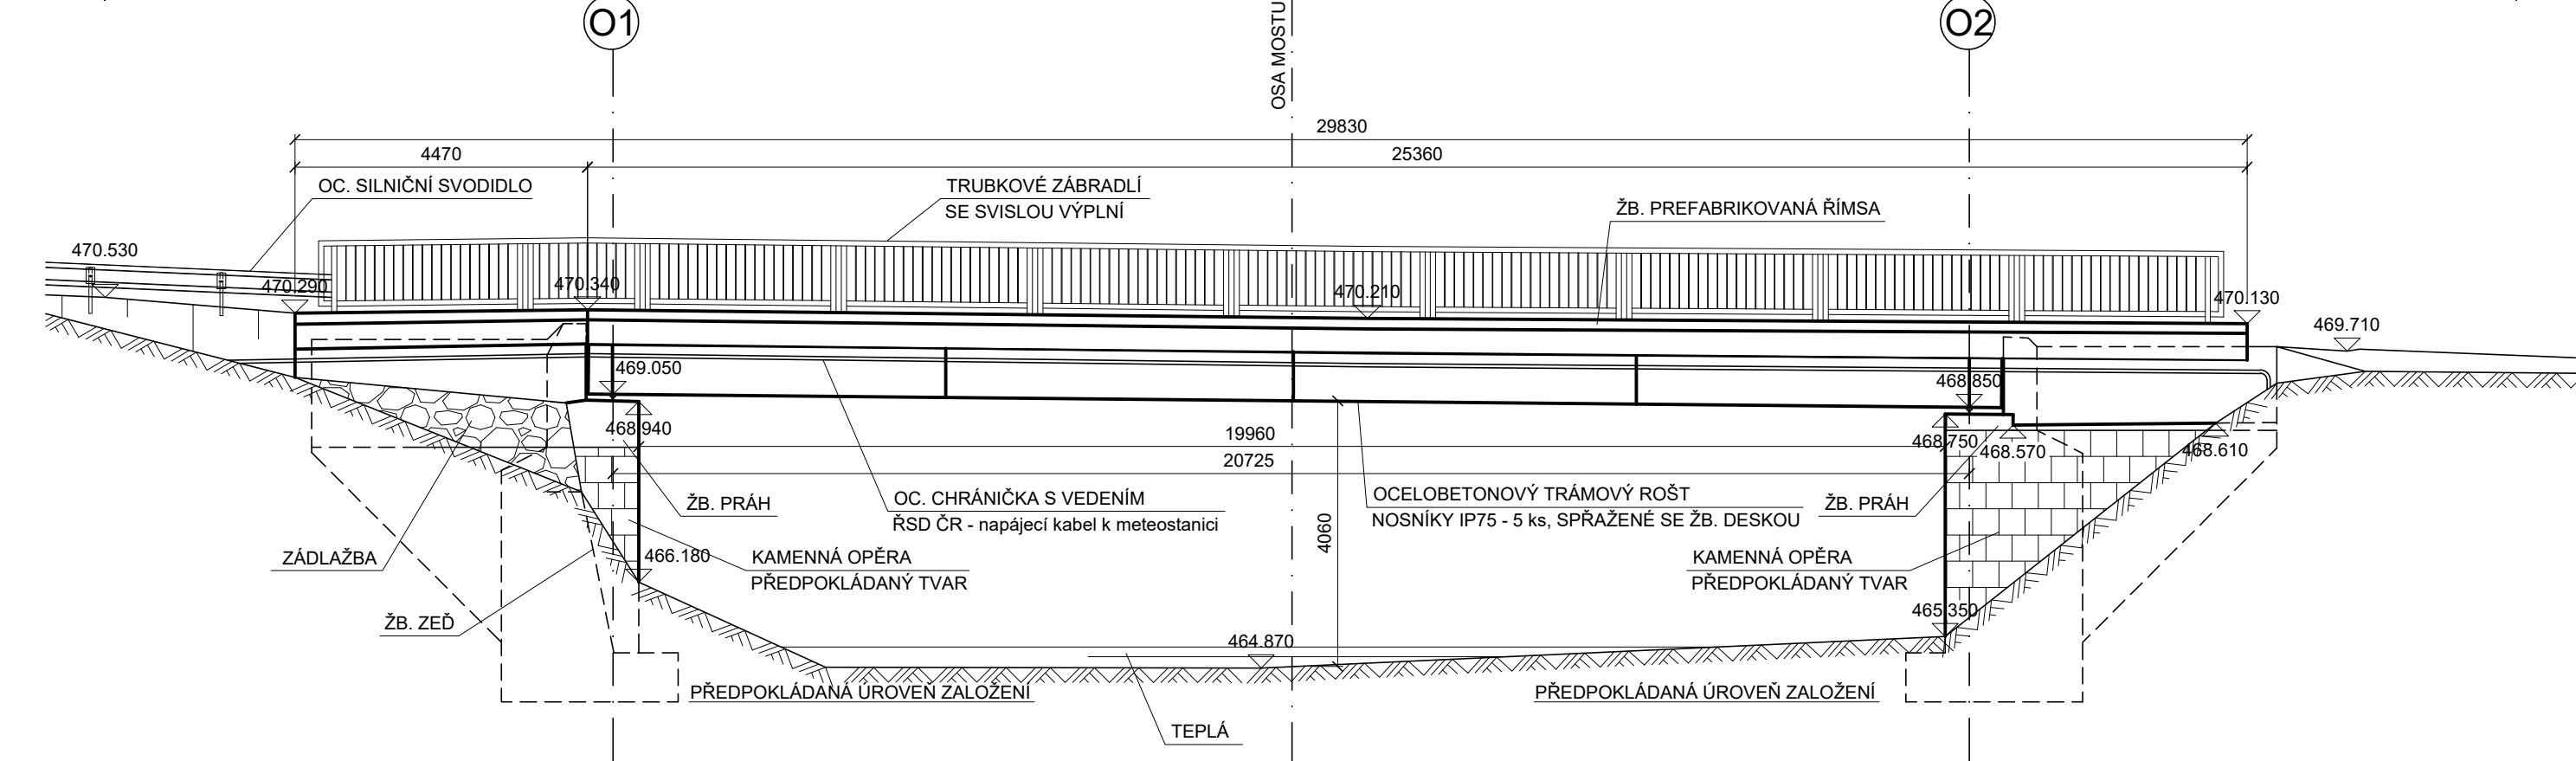 O1
OSA MOSTU
O2
29830
4470
25360
OC. SILNIČNÍ SVODIDLO
TRUBKOVÉ ZÁBRADLÍ
SE SVISLOU VÝPLNÍ
ŽB. PREFABRIKOVANÁ ŘÍMSA
470.530
470.290
470.340
470.210
470.130
469.710
469.050
468.850
468.940
19960
468.750
468.570
468.610
20725
ŽB. PRÁH
OC. CHRÁNIČKA S VEDENÍM
ŘSD ČR - napájecí kabel k meteostanici
OCELOBETONOVÝ TRÁMOVÝ ROŠT
NOSNÍKY IP75 - 5 ks, SPŘAŽENÉ SE ŽB. DESKOU
ŽB. PRÁH
4060
ZÁDLAŽBA
466.180
KAMENNÁ OPĚRA
PŘEDPOKLÁDANÝ TVAR
KAMENNÁ OPĚRA
PŘEDPOKLÁDANÝ TVAR
ŽB. ZEĎ
465.350
464.870
PŘEDPOKLÁDANÁ ÚROVEŇ ZALOŽENÍ
PŘEDPOKLÁDANÁ ÚROVEŇ ZALOŽENÍ
TEPLÁ